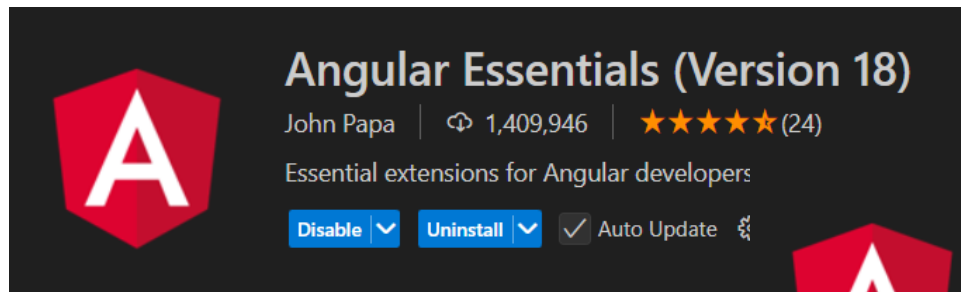 A
Angular Essentials (Version 18)
John Papa 1,409,946 (24)
Essential extensions for Angular developers
Disable Uninstall Auto Update